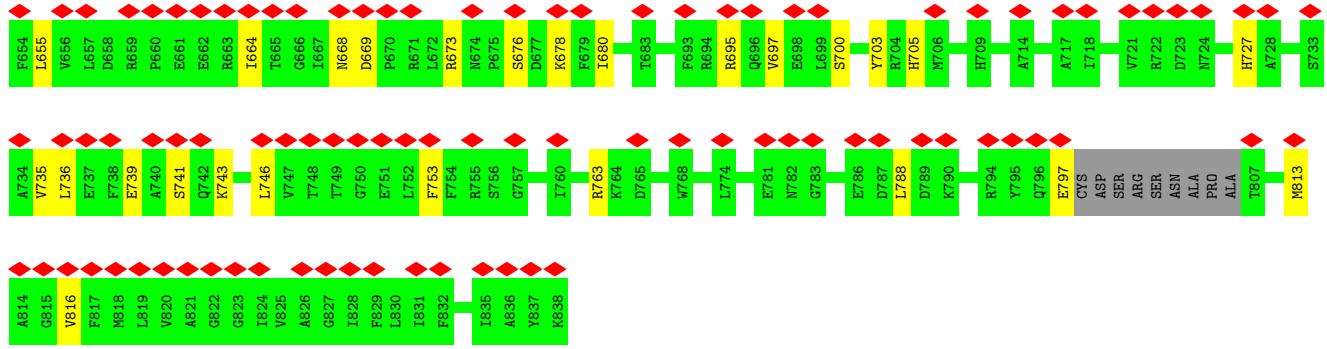 F654 L655 V656 L657 D658 R659 P660 E661 E662 R663 I664 T665 G666 I667 N668 D669 P670 R671 L672 R673 N674 P675 S676 D677 K678 F679 I680 T683 F693 R694 R695 Q696 V697 E698 L699 S700 Y703 R704 H705 M706 H709 A714 A717 I718 V721 R722 D723 N724 H727 A728 S733
A734 V735 L736 E737 F738 E739 A740 S741 Q742 K743 L746 V747 T748 T749 G750 E751 L752 F753 F754 R755 S756 G757 I760 R763 K764 D765 W768 L774 E781 N782 G783 E786 D787 L788 D789 K790 R794 Y795 Q796 E797 CYS ASP SER ARG SER ASN ALA PRO ALA T807 M813
A814 G815 V816 F817 M818 L819 V820 A821 G822 G823 I824 V825 A826 G827 I828 F829 L830 I831 F832 I835 A836 Y837 K838